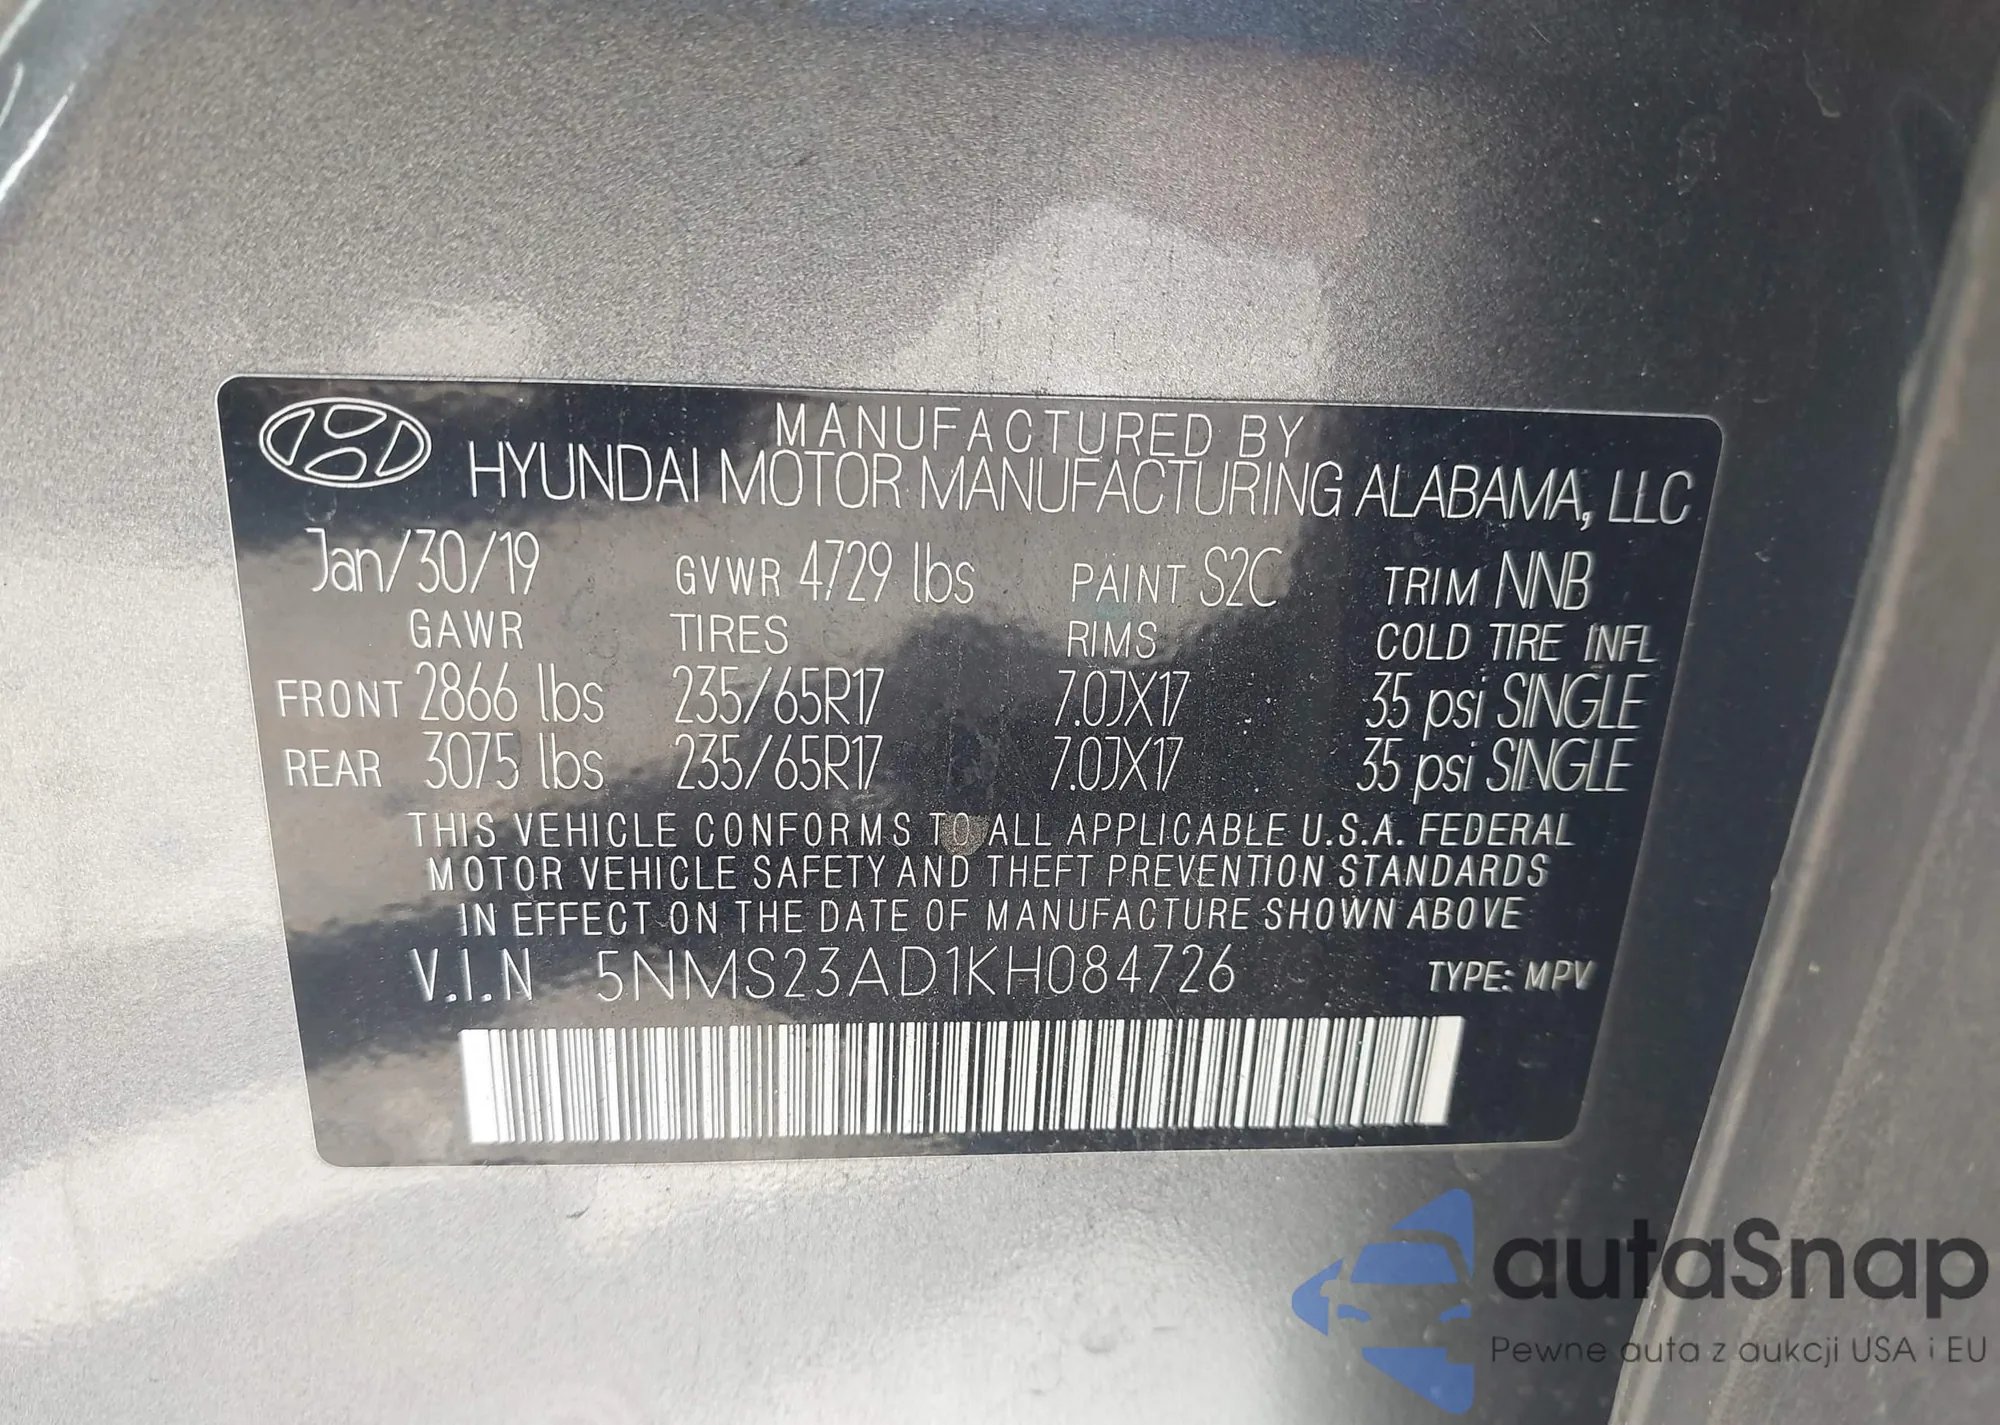 MANUFACTURED BY
HYUNDAI MOTOR MANUFACTURING ALABAMA, LLC
Jan/30/19 GVWR 4729 lbs PAINT S2C TRIM NNB
GAWR TIRES RIMS COLD TIRE INFL
FRONT 2866 lbs 235/65R17 7.0JX17 35 psi SINGLE
REAR 3075 lbs 235/65R17 7.0JX17 35 psi SINGLE
THIS VEHICLE CONFORMS TO ALL APPLICABLE U.S.A. FEDERAL
MOTOR VEHICLE SAFETY AND THEFT PREVENTION STANDARDS
IN EFFECT ON THE DATE OF MANUFACTURE SHOWN ABOVE
V.I.N 5NMS23AD1KH084726 TYPE: MPV
autaSnap
Pewne auta z aukcji USA i EU